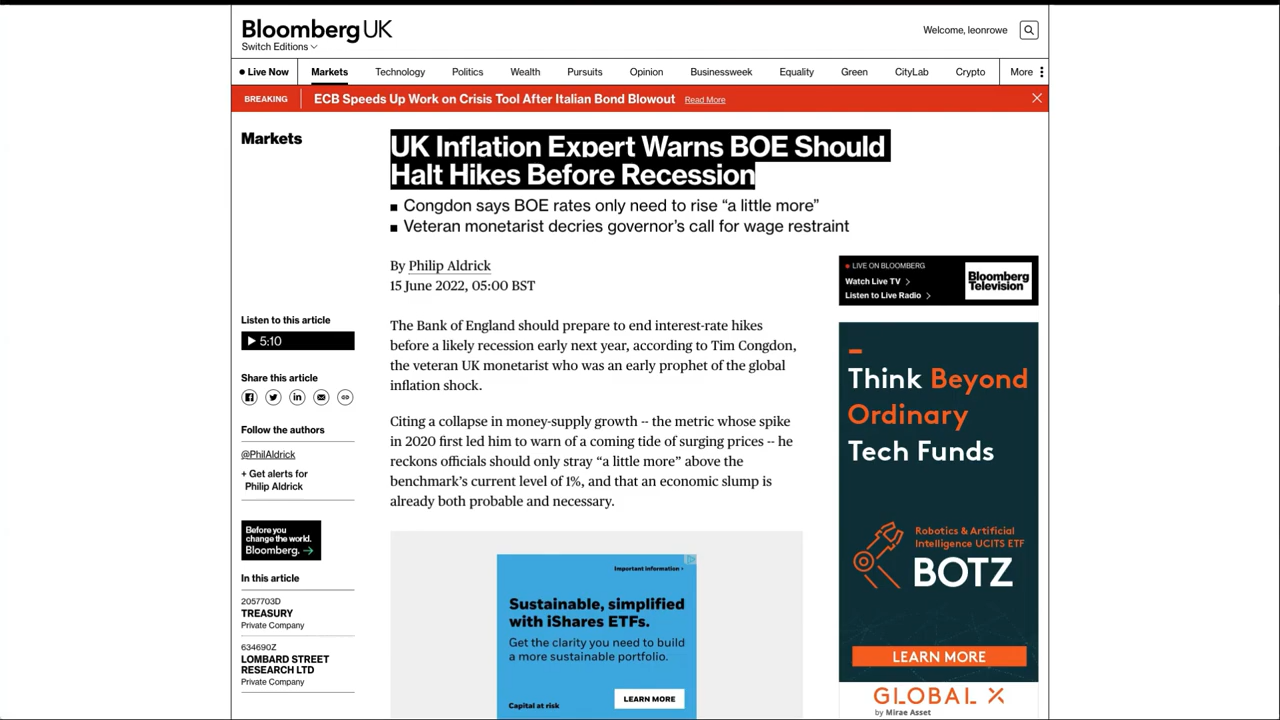 Bloomberg UK
Switch Editions
Welcome, leonrowe
Live Now
Markets
Technology
Politics
Wealth
Pursuits
Opinion
Businessweek
Equality
Green
CityLab
Crypto
More
BREAKING
ECB Speeds Up Work on Crisis Tool After Italian Bond Blowout Read More
Markets
UK Inflation Expert Warns BOE Should
Halt Hikes Before Recession
Congdon says BOE rates only need to rise “a little more”
Veteran monetarist decries governor’s call for wage restraint
By Philip Aldrick
15 June 2022, 05:00 BST
Listen to this article
5:10
Share this article
Follow the authors
@PhilAldrick
+ Get alerts for
Philip Aldrick
Before you
change the world.
Bloomberg. →
In this article
2057703D
TREASURY
Private Company
634690Z
LOMBARD STREET
RESEARCH LTD
Private Company
The Bank of England should prepare to end interest-rate hikes
before a likely recession early next year, according to Tim Congdon,
the veteran UK monetarist who was an early prophet of the global
inflation shock.
Citing a collapse in money-supply growth -- the metric whose spike
in 2020 first led him to warn of a coming tide of surging prices -- he
reckons officials should only stray “a little more” above the
benchmark’s current level of 1%, and that an economic slump is
already both probable and necessary.
Important information ›
Sustainable, simplified
with iShares ETFs.
Get the clarity you need to build
a more sustainable portfolio.
Capital at risk
LEARN MORE
LIVE ON BLOOMBERG
Watch Live TV
Listen to Live Radio
Bloomberg
Television
Think Beyond
Ordinary
Tech Funds
Robotics & Artificial
Intelligence UCITS ETF
BOTZ
LEARN MORE
GLOBAL X
by Mirae Asset